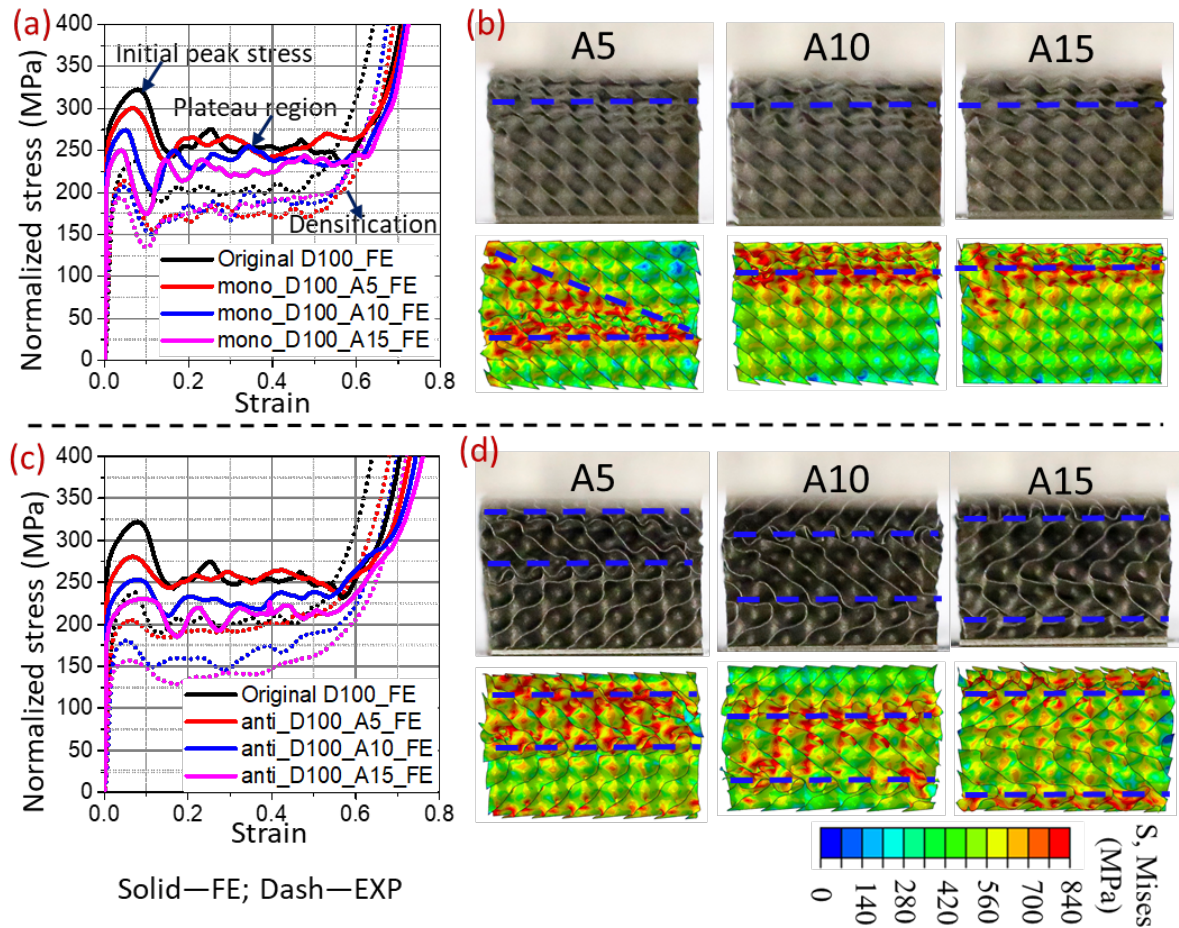 (a)
400
350
300
250
200
150
100
50
0
Normalized stress (MPa)
Initial peak stress
Plateau region
Densification
Original D100_FE
mono_D100_A5_FE
mono_D100_A10_FE
mono_D100_A15_FE
0.0 0.2 0.4 0.6 0.8
Strain
(b)
A5 A10 A15
(c)
400
350
300
250
200
150
100
50
0
Normalized stress (MPa)
Original D100_FE
anti_D100_A5_FE
anti_D100_A10_FE
anti_D100_A15_FE
0.0 0.2 0.4 0.6 0.8
Strain
Solid—FE; Dash—EXP
(d)
A5 A10 A15
S, Mises
(MPa)
0 140 280 420 560 700 840